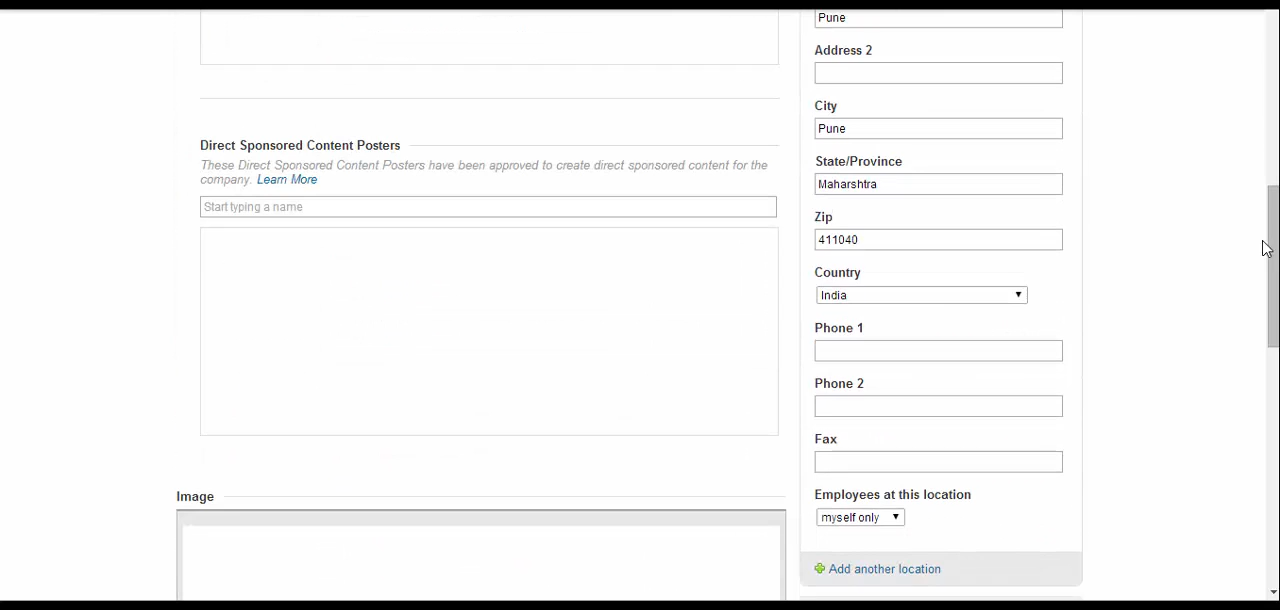 Direct Sponsored Content Posters
These Direct Sponsored Content Posters have been approved to create direct sponsored content for the
company. Learn More
Start typing a name
Image
Pune
Address 2
City
Pune
State/Province
Maharshtra
Zip
411040
Country
India
Phone 1
Phone 2
Fax
Employees at this location
myself only
Add another location